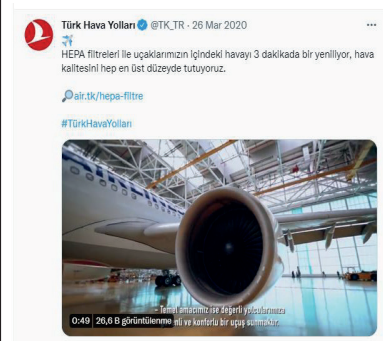 Türk Hava Yolları @TK_TR · 26 Mar 2020
HEPA filtreleri ile uçaklarımızın içindeki havayı 3 dakikada bir yeniliyor, hava
kalitesini hep en üst düzeyde tutuyoruz.
air.tk/hepa-filtre
#TürkHavaYolları
- Temel amacımız ise değerli yolcularımıza
0:49 26,6 B görüntülenme nli ve konforlu bir uçuş sunmaktır.